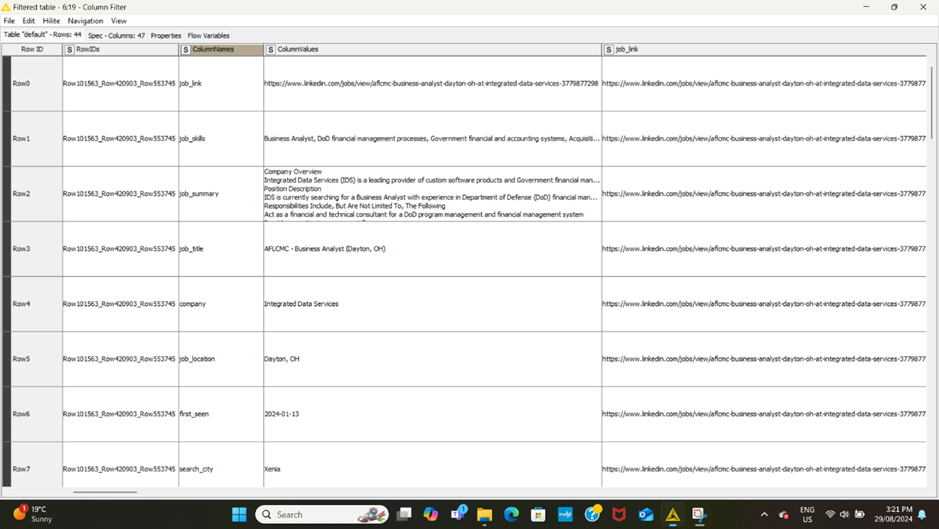 Filtered table - 6:19 - Column Filter
File Edit Hilite Navigation View
Table "default" - Rows: 44 Spec - Columns: 47 Properties Flow Variables
Row ID S RowIDs S ColumnNames S ColumnValues S job_link
Row0 Row101563_Row420903_Row553745 job_link https://www.linkedin.com/jobs/view/aflcmc-business-analyst-dayton-oh-at-integrated-data-services-3779877298 https://www.linkedin.com/jobs/view/aflcmc-business-analyst-dayton-oh-at-integrated-data-services-3779877
Row1 Row101563_Row420903_Row553745 job_skills Business Analyst, DoD financial management processes, Government financial and accounting systems, Acquisiti... https://www.linkedin.com/jobs/view/aflcmc-business-analyst-dayton-oh-at-integrated-data-services-3779877
Company Overview
Integrated Data Services (IDS) is a leading provider of custom software products and Government financial man...
Position Description
Row2 Row101563_Row420903_Row553745 job_summary IDS is currently searching for a Business Analyst with experience in Department of Defense (DoD) financial man... https://www.linkedin.com/jobs/view/aflcmc-business-analyst-dayton-oh-at-integrated-data-services-3779877
Responsibilities Include, But Are Not Limited To, The Following
Act as a financial and technical consultant for a DoD program management and financial management system
Row3 Row101563_Row420903_Row553745 job_title AFLCMC - Business Analyst (Dayton, OH) https://www.linkedin.com/jobs/view/aflcmc-business-analyst-dayton-oh-at-integrated-data-services-3779877
Row4 Row101563_Row420903_Row553745 company Integrated Data Services https://www.linkedin.com/jobs/view/aflcmc-business-analyst-dayton-oh-at-integrated-data-services-3779877
Row5 Row101563_Row420903_Row553745 job_location Dayton, OH https://www.linkedin.com/jobs/view/aflcmc-business-analyst-dayton-oh-at-integrated-data-services-3779877
Row6 Row101563_Row420903_Row553745 first_seen 2024-01-13 https://www.linkedin.com/jobs/view/aflcmc-business-analyst-dayton-oh-at-integrated-data-services-3779877
Row7 Row101563_Row420903_Row553745 search_city Xenia https://www.linkedin.com/jobs/view/aflcmc-business-analyst-dayton-oh-at-integrated-data-services-3779877
1 19°C
Sunny
Search
ENG
US
3:21 PM
29/08/2024